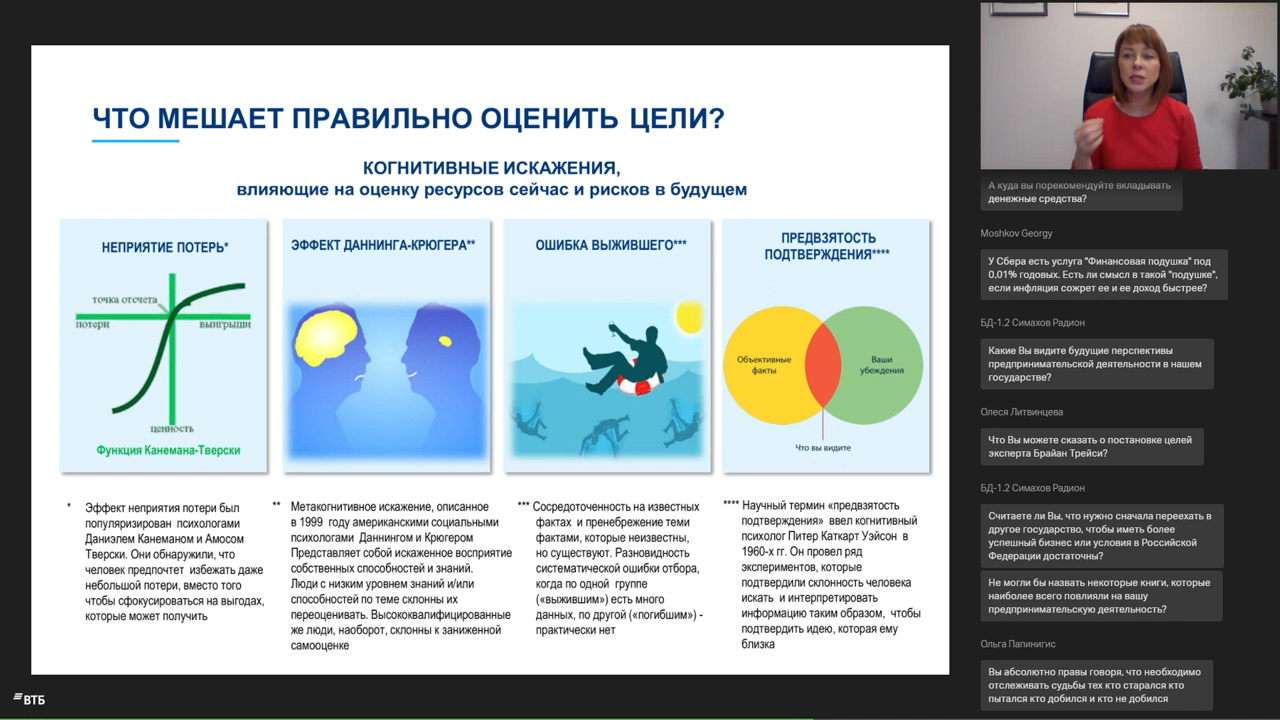 ЧТО МЕШАЕТ ПРАВИЛЬНО ОЦЕНИТЬ ЦЕЛИ?
КОГНИТИВНЫЕ ИСКАЖЕНИЯ,
влияющие на оценку ресурсов сейчас и рисков в будущем
НЕПРИЯТИЕ ПОТЕРЬ*
точка отсчета
потери
выигрыши
ценность
Функция Канемана-Тверски
ЭФФЕКТ ДАННИНГА-КРЮГЕРА**
ОШИБКА ВЫЖИВШЕГО***
ПРЕДВЗЯТОСТЬ
ПОДТВЕРЖДЕНИЯ****
Объективные
факты
Ваши
убеждения
Что вы видите
* Эффект неприятия потери был
популяризирован психологами
Даниэлем Канеманом и Амосом
Тверски. Они обнаружили, что
человек предпочтет избежать даже
небольшой потери, вместо того
чтобы сфокусироваться на выгодах,
которые может получить
** Метакогнитивное искажение, описанное
в 1999 году американскими социальными
психологами Даннингом и Крюгером
Представляет собой искаженное восприятие
собственных способностей и знаний.
Люди с низким уровнем знаний и/или
способностей по теме склонны их
переоценивать. Высококвалифицированные
же люди, наоборот, склонны к заниженной
самооценке
*** Сосредоточенность на известных
фактах и пренебрежение теми
фактами, которые неизвестны,
но существуют. Разновидность
систематической ошибки отбора,
когда по одной группе
(«выжившим») есть много
данных, по другой («погибшим») -
практически нет
**** Научный термин «предвзятость
подтверждения» ввел когнитивный
психолог Питер Каткарт Уэйсон в
1960-х гг. Он провел ряд
экспериментов, которые
подтвердили склонность человека
искать и интерпретировать
информацию таким образом, чтобы
подтвердить идею, которая ему
близка
ВТБ
А куда вы порекомендуйте вкладывать
денежные средства?
Moshkov Georgy
У Сбера есть услуга "Финансовая подушка" под
0,01% годовых. Есть ли смысл в такой "подушке",
если инфляция сожрет ее и ее доход быстрее?
БД-1.2 Симахов Радион
Какие Вы видите будущие перспективы
предпринимательской деятельности в нашем
государстве?
Олеся Литвинцева
Что Вы можете сказать о постановке целей
эксперта Брайан Трейси?
БД-1.2 Симахов Радион
Считаете ли Вы, что нужно сначала переехать в
другое государство, чтобы иметь более
успешный бизнес или условия в Российской
Федерации достаточны?
Не могли бы назвать некоторые книги, которые
наиболее всего повлияли на вашу
предпринимательскую деятельность?
Ольга Папинигис
Вы абсолютно правы говоря, что необходимо
отслеживать судьбы тех кто старался кто
пытался кто добился и кто не добился